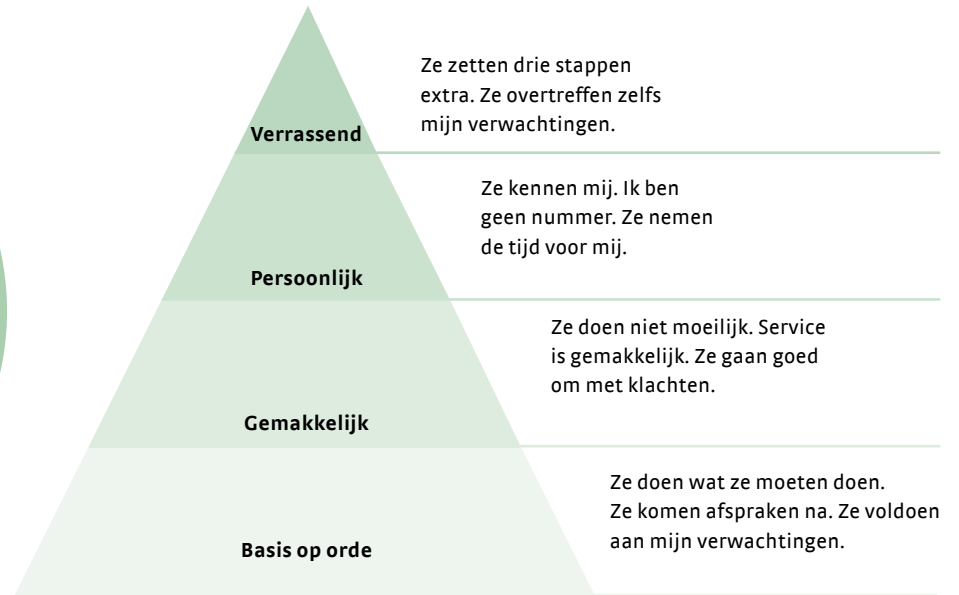 Ze zetten drie stappen
extra. Ze overtreffen zelfs
mijn verwachtingen.
Verrassend
Ze kennen mij. Ik ben
geen nummer. Ze nemen
de tijd voor mij.
Persoonlijk
Ze doen niet moeilijk. Service
is gemakkelijk. Ze gaan goed
om met klachten.
Gemakkelijk
Ze doen wat ze moeten doen.
Ze komen afspraken na. Ze voldoen
aan mijn verwachtingen.
Basis op orde